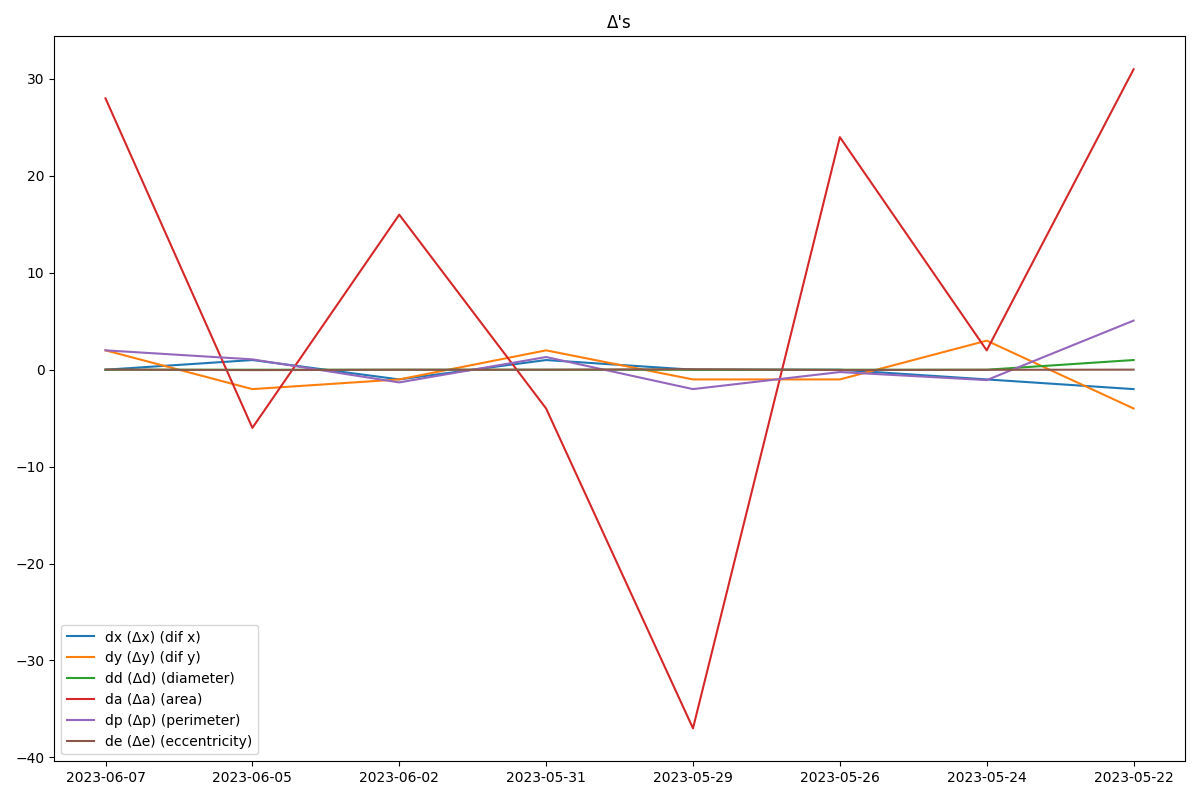 Δ's
30
20
10
0
−10
−20
−30
−40
dx (Δx) (dif x)
dy (Δy) (dif y)
dd (Δd) (diameter)
da (Δa) (area)
dp (Δp) (perimeter)
de (Δe) (eccentricity)
2023-06-07 2023-06-05 2023-06-02 2023-05-31 2023-05-29 2023-05-26 2023-05-24 2023-05-22